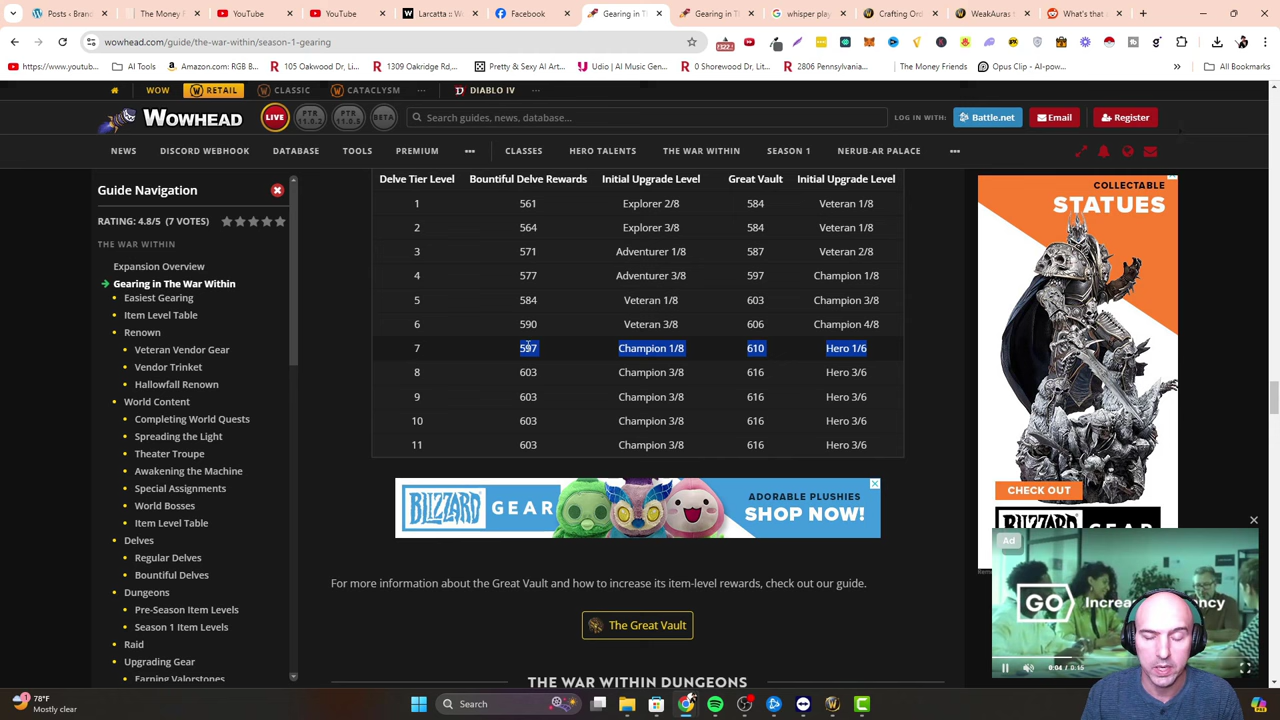 Posts ‹ Brand
The Money F
YouTube
YouTube
Larcatta :: W
Facebook
Gearing in T
Gearing in T
whisper play
Crafting Ord
WeakAuras
What's that
wowhead.com/guide/the-war-within/season-1-gearing
https://www.youtub...
AI Tools
Amazon.com: RGB B...
105 Oakwood Dr, Lit...
1309 Oakridge Rd,...
Pretty & Sexy AI Art...
Udio | AI Music Gen...
0 Shorewood Dr, Lit...
2806 Pennsylvania...
The Money Friends
Opus Clip - AI-pow...
All Bookmarks
WOW
RETAIL
CLASSIC
CATACLYSM
DIABLO IV
WOWHEAD
LIVE
PTR 11.0.2
PTR 11.0.5
BETA
Search guides, news, database...
LOG IN WITH:
Battle.net
Email
Register
NEWS
DISCORD WEBHOOK
DATABASE
TOOLS
PREMIUM
CLASSES
HERO TALENTS
THE WAR WITHIN
SEASON 1
NERUB-AR PALACE
Guide Navigation
RATING: 4.8/5 (7 VOTES)
THE WAR WITHIN
Expansion Overview
Gearing in The War Within
Easiest Gearing
Item Level Table
Renown
Veteran Vendor Gear
Vendor Trinket
Hallowfall Renown
World Content
Completing World Quests
Spreading the Light
Theater Troupe
Awakening the Machine
Special Assignments
World Bosses
Item Level Table
Delves
Regular Delves
Bountiful Delves
Dungeons
Pre-Season Item Levels
Season 1 Item Levels
Raid
Upgrading Gear
Earning Valorstones
Delve Tier Level Bountiful Delve Rewards Initial Upgrade Level Great Vault Initial Upgrade Level
1 561 Explorer 2/8 584 Veteran 1/8
2 564 Explorer 3/8 584 Veteran 1/8
3 571 Adventurer 1/8 587 Veteran 2/8
4 577 Adventurer 3/8 597 Champion 1/8
5 584 Veteran 1/8 603 Champion 3/8
6 590 Veteran 3/8 606 Champion 4/8
7 597 Champion 1/8 610 Hero 1/6
8 603 Champion 3/8 616 Hero 3/6
9 603 Champion 3/8 616 Hero 3/6
10 603 Champion 3/8 616 Hero 3/6
11 603 Champion 3/8 616 Hero 3/6
BLIZZARD GEAR
ADORABLE PLUSHIES
SHOP NOW!
For more information about the Great Vault and how to increase its item-level rewards, check out our guide.
The Great Vault
THE WAR WITHIN DUNGEONS
COLLECTABLE
STATUES
CHECK OUT
BLIZZARD
Ad
GO
0:04 / 0:15
78°F
Mostly clear
Search